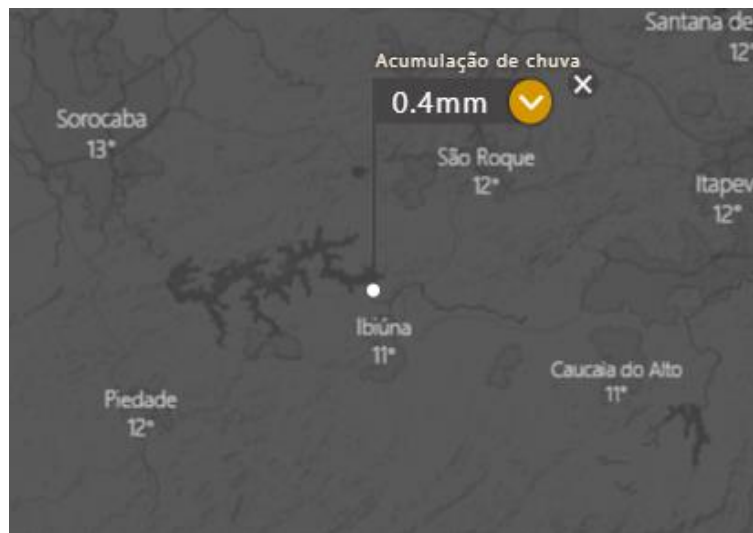 Santana de
12°
Acumulação de chuva
0.4mm
Sorocaba
13°
São Roque
12°
Itapev
12°
Ibiúna
11°
Caucaia do Alto
11°
Piedade
12°